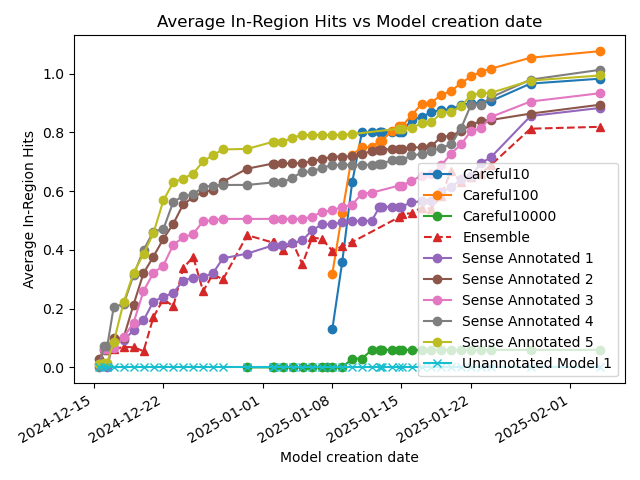 Average In-Region Hits vs Model creation date
Average In-Region Hits
1.0
0.8
0.6
0.4
0.2
0.0
Careful10
Careful100
Careful10000
Ensemble
Sense Annotated 1
Sense Annotated 2
Sense Annotated 3
Sense Annotated 4
Sense Annotated 5
Unannotated Model 1
2024-12-15
2024-12-22
2025-01-01
2025-01-08
2025-01-15
2025-01-22
2025-02-01
Model creation date